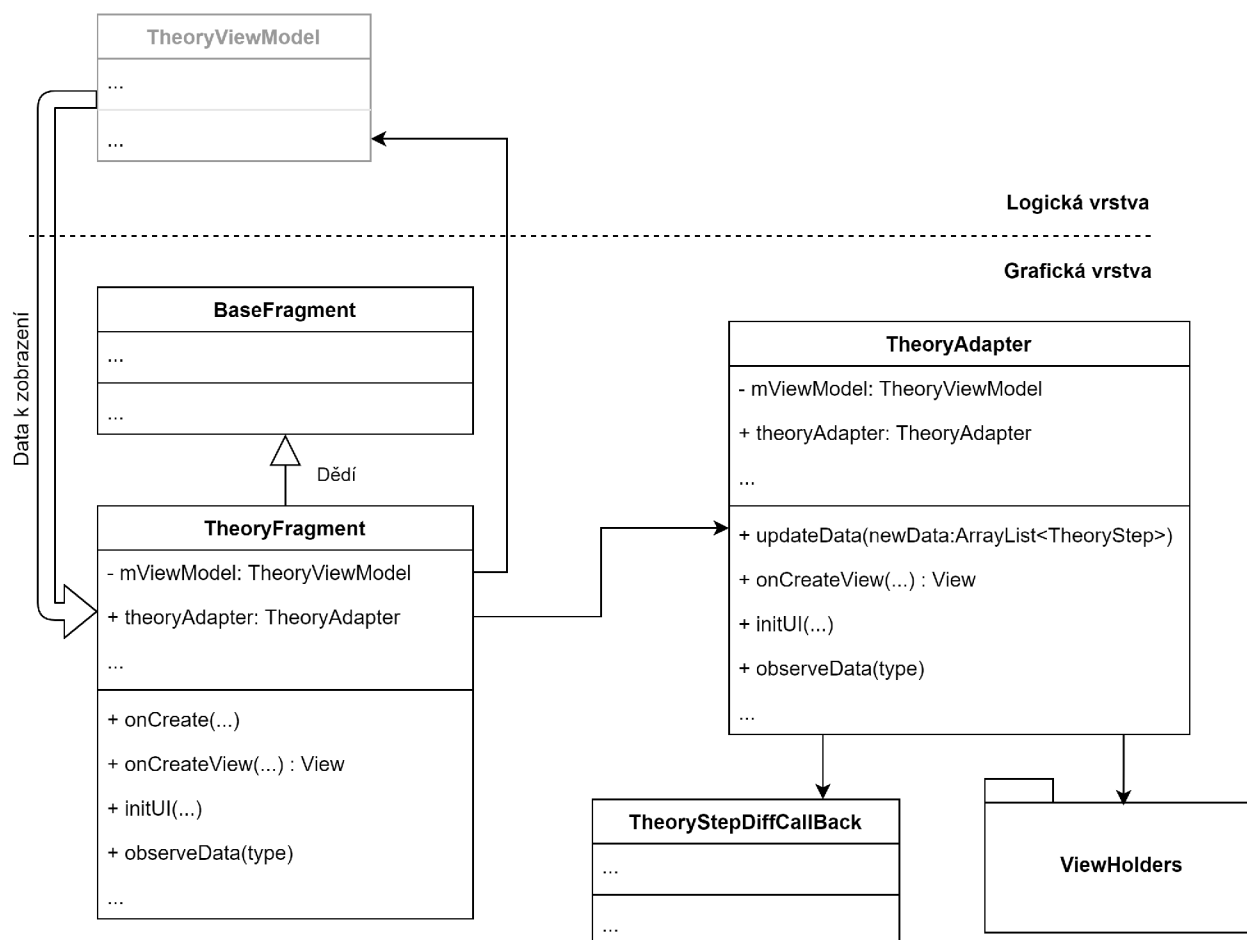 TheoryViewModel
...
...
Logická vrstva
Grafická vrstva
Data k zobrazení
BaseFragment
...
...
Dědí
TheoryFragment
- mViewModel: TheoryViewModel
+ theoryAdapter: TheoryAdapter
...
+ onCreate(...)
+ onCreateView(...) : View
+ initUI(...)
+ observeData(type)
...
TheoryAdapter
- mViewModel: TheoryViewModel
+ theoryAdapter: TheoryAdapter
...
+ updateData(newData:ArrayList<TheoryStep>)
+ onCreateView(...) : View
+ initUI(...)
+ observeData(type)
...
TheoryStepDiffCallBack
...
...
ViewHolders